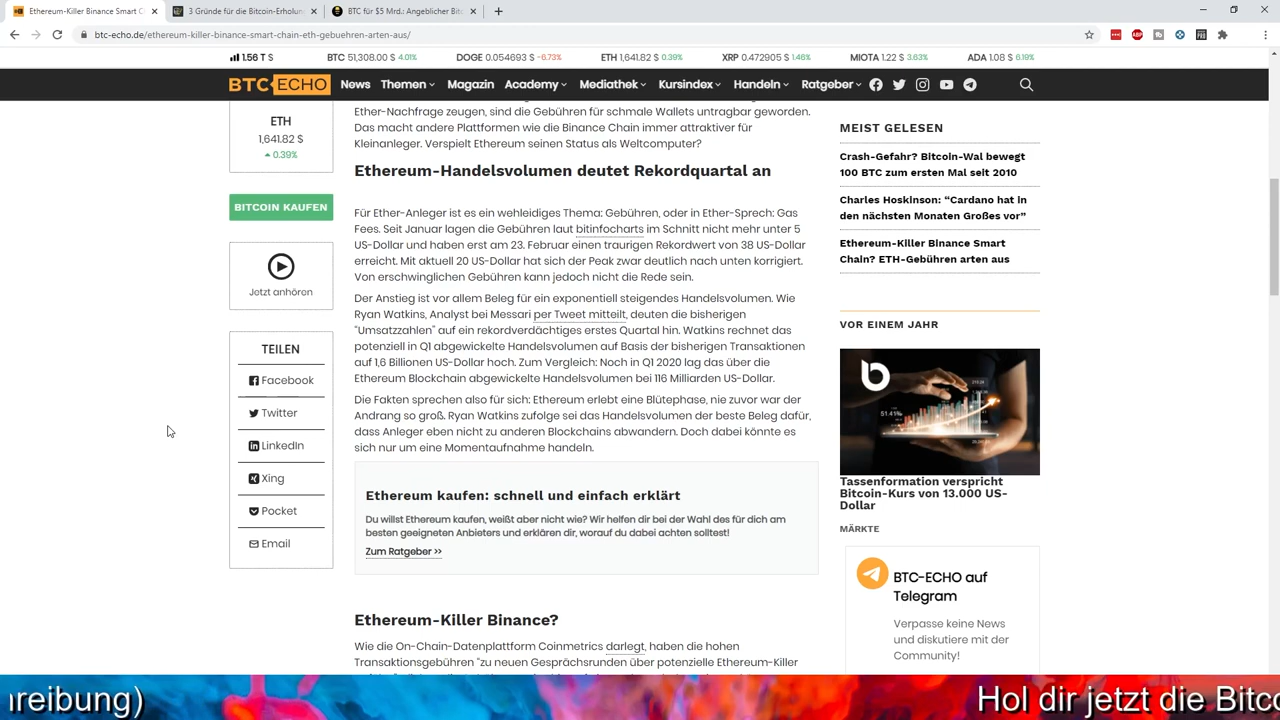 Ethereum-Killer Binance Smart C
3 Gründe für die Bitcoin-Erholun
BTC für $5 Mrd.: Angeblicher Bit
btc-echo.de/ethereum-killer-binance-smart-chain-eth-gebuehren-arten-aus/
1.56 T $
BTC 51,308.00 $ 4.01%
DOGE 0.054693 $ -6.73%
ETH 1,641.82 $ 0.39%
XRP 0.472905 $ 1.46%
MIOTA 1.22 $ 3.63%
ADA 1.08 $ 6.19%
BTC-ECHO
News
Themen
Magazin
Academy
Mediathek
Kursindex
Handeln
Ratgeber
ETH
1,641.82 $
0.39%
BITCOIN KAUFEN
Jetzt anhören
TEILEN
Facebook
Twitter
LinkedIn
Xing
Pocket
Email
Ether-Nachfrage zeugen, sind die Gebühren für schmale Wallets untragbar geworden.
Das macht andere Plattformen wie die Binance Chain immer attraktiver für
Kleinanleger. Verspielt Ethereum seinen Status als Weltcomputer?
Ethereum-Handelsvolumen deutet Rekordquartal an
Für Ether-Anleger ist es ein wehleidiges Thema: Gebühren, oder in Ether-Sprech: Gas
Fees. Seit Januar lagen die Gebühren laut bitinfocharts im Schnitt nicht mehr unter 5
US-Dollar und haben erst am 23. Februar einen traurigen Rekordwert von 38 US-Dollar
erreicht. Mit aktuell 20 US-Dollar hat sich der Peak zwar deutlich nach unten korrigiert.
Von erschwinglichen Gebühren kann jedoch nicht die Rede sein.
Der Anstieg ist vor allem Beleg für ein exponentiell steigendes Handelsvolumen. Wie
Ryan Watkins, Analyst bei Messari per Tweet mitteilt, deuten die bisherigen
“Umsatzzahlen” auf ein rekordverdächtiges erstes Quartal hin. Watkins rechnet das
potenziell in Q1 abgewickelte Handelsvolumen auf Basis der bisherigen Transaktionen
auf 1,6 Billionen US-Dollar hoch. Zum Vergleich: Noch in Q1 2020 lag das über die
Ethereum Blockchain abgewickelte Handelsvolumen bei 116 Milliarden US-Dollar.
Die Fakten sprechen also für sich: Ethereum erlebt eine Blütephase, nie zuvor war der
Andrang so groß. Ryan Watkins zufolge sei das Handelsvolumen der beste Beleg dafür,
dass Anleger eben nicht zu anderen Blockchains abwandern. Doch dabei könnte es
sich nur um eine Momentaufnahme handeln.
Ethereum kaufen: schnell und einfach erklärt
Du willst Ethereum kaufen, weißt aber nicht wie? Wir helfen dir bei der Wahl des für dich am
besten geeigneten Anbieters und erklären dir, worauf du dabei achten solltest!
Zum Ratgeber >>
Ethereum-Killer Binance?
Wie die On-Chain-Datenplattform Coinmetrics darlegt, haben die hohen
Transaktionsgebühren “zu neuen Gesprächsrunden über potenzielle Ethereum-Killer
MEIST GELESEN
Crash-Gefahr? Bitcoin-Wal bewegt
100 BTC zum ersten Mal seit 2010
Charles Hoskinson: “Cardano hat in
den nächsten Monaten Großes vor”
Ethereum-Killer Binance Smart
Chain? ETH-Gebühren arten aus
VOR EINEM JAHR
51.41%
Tassenformation verspricht
Bitcoin-Kurs von 13.000 US-
Dollar
MÄRKTE
BTC-ECHO auf
Telegram
Verpasse keine News
und diskutiere mit der
Community!
reibung)
Hol dir jetzt die Bitc